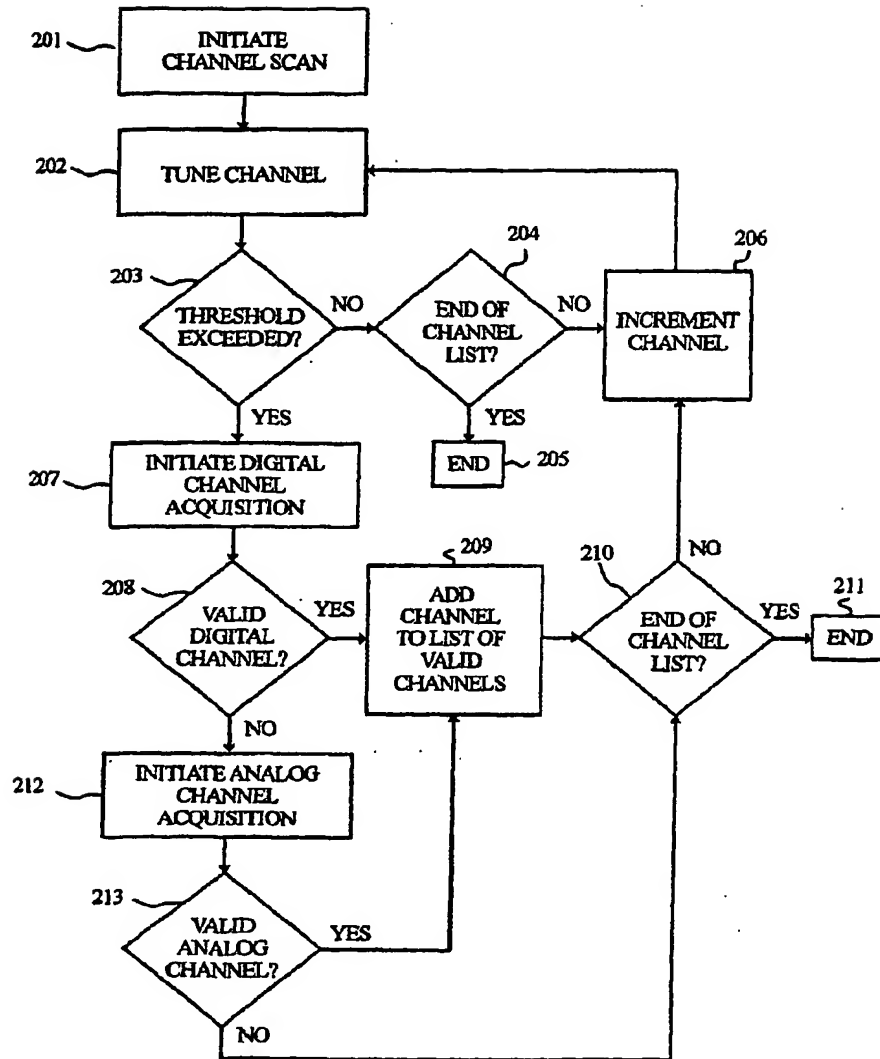 201
INITIATE
CHANNEL SCAN
202
TUNE CHANNEL
203
THRESHOLD
EXCEEDED?
NO
YES
204
END OF
CHANNEL
LIST?
NO
YES
END
205
206
INCREMENT
CHANNEL
207
INITIATE DIGITAL
CHANNEL
ACQUISITION
208
VALID
DIGITAL
CHANNEL?
YES
NO
209
ADD
CHANNEL
TO LIST OF
VALID
CHANNELS
210
END OF
CHANNEL
LIST?
NO
YES
211
END
212
INITIATE ANALOG
CHANNEL
ACQUISITION
213
VALID
ANALOG
CHANNEL?
YES
NO